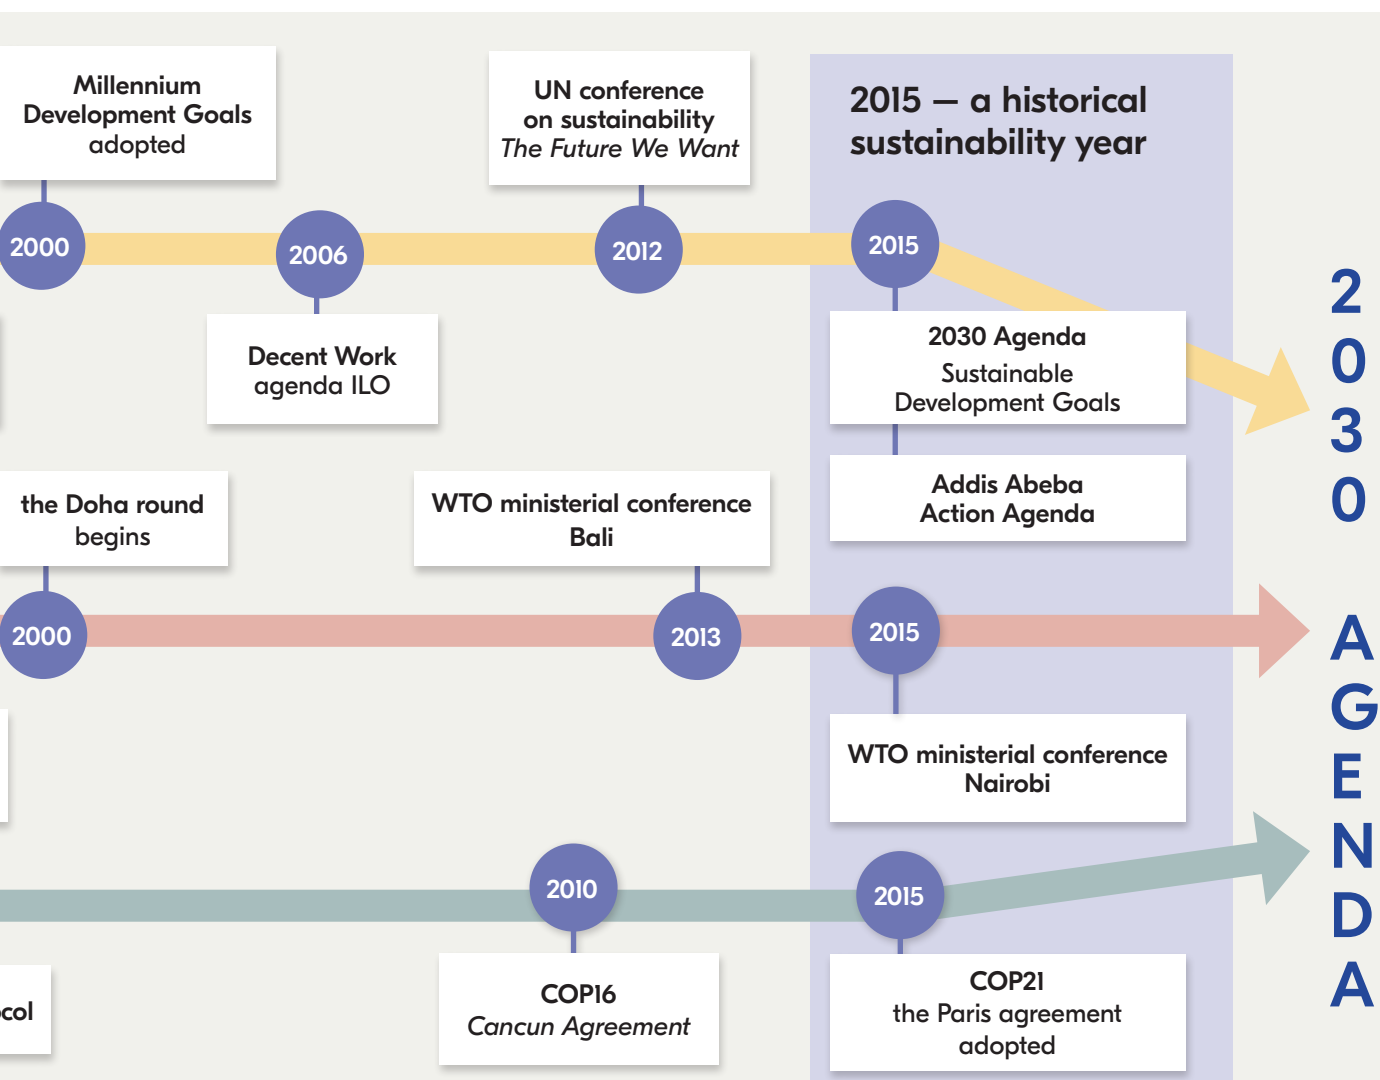 Millennium
Development Goals
adopted
UN conference
on sustainability
The Future We Want
2015 – a historical
sustainability year
2000
2006
2012
2015
Decent Work
agenda ILO
2030 Agenda
Sustainable
Development Goals
Addis Abeba
Action Agenda
the Doha round
begins
WTO ministerial conference
Bali
2000
2013
2015
WTO ministerial conference
Nairobi
2010
2015
COP16
Cancun Agreement
COP21
the Paris agreement
adopted
2030 AGENDA